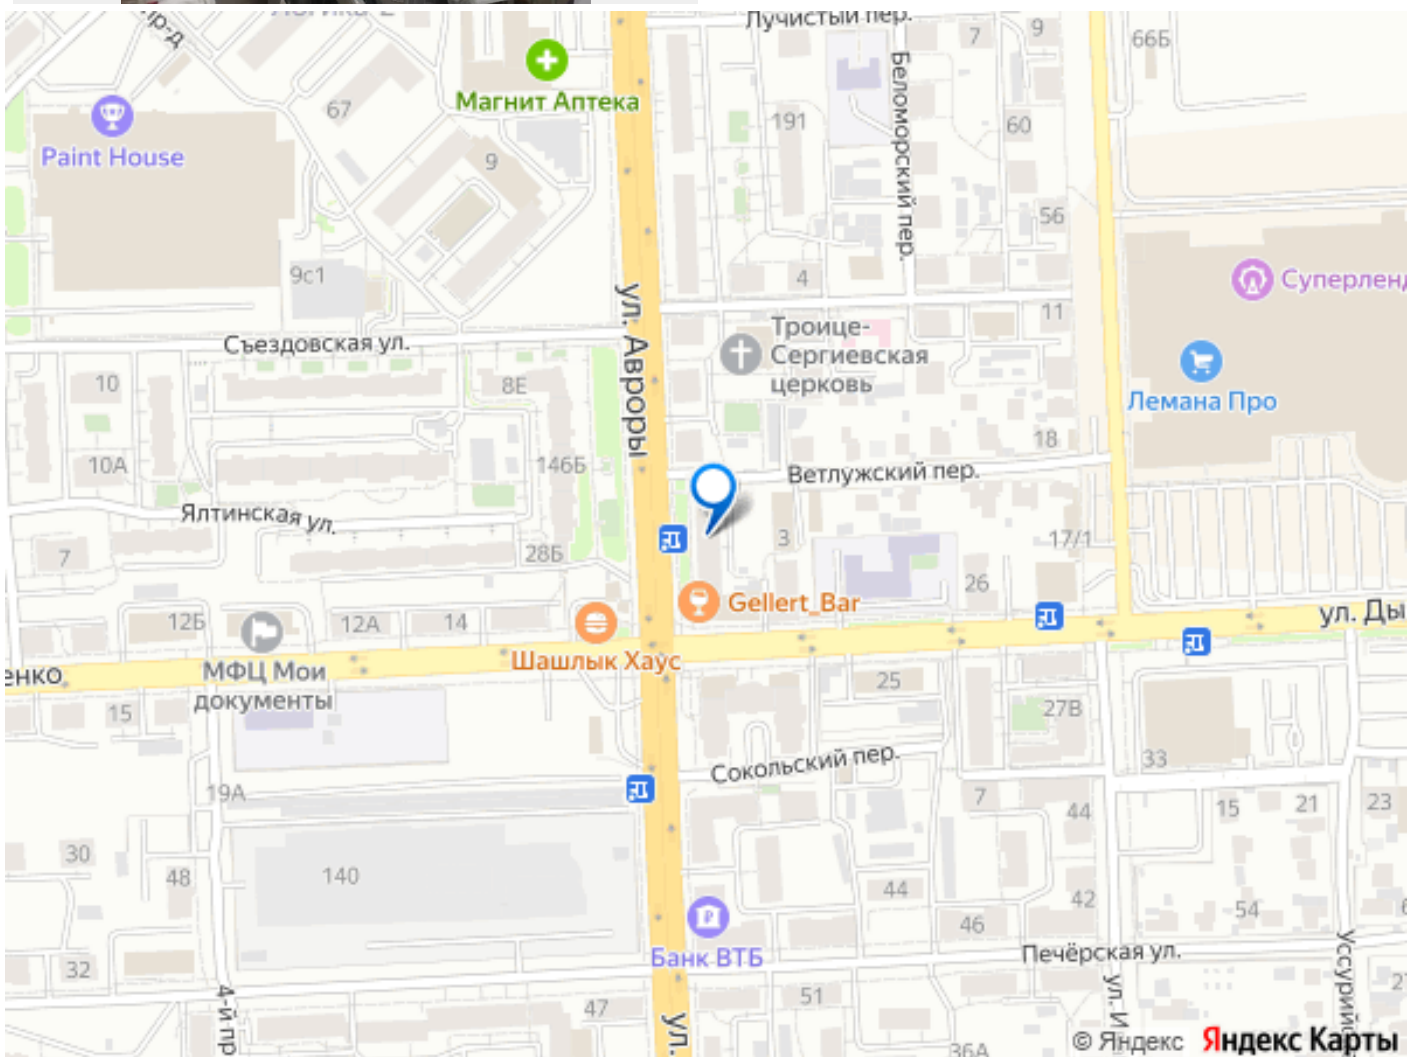 Лучистый пер.
7
9
66Б
пр-д
Магнит Аптека
67
Paint House
191
60
Беломорский пер.
9
56
9с1
4
Суперленд
11
ул. Авроры
Троице-
Сергиевская
церковь
Съездовская ул.
10
8Е
Лемана Про
18
10А
146Б
Ветлужский пер.
Ялтинская ул.
3
17/1
7
28Б
26
Gellert_Bar
12Б
12А
14
ул. Ды
Шашлык Хаус
енко
МФЦ Мои
документы
25
15
27В
Сокольский пер.
33
19А
7
44
15
21
23
30
48
140
44
42
54
46
Банк ВТБ
Печёрская ул.
32
уссурийс
51
47
4-й пр
ул.
ул. И
36А
© Яндекс Яндекс Карты